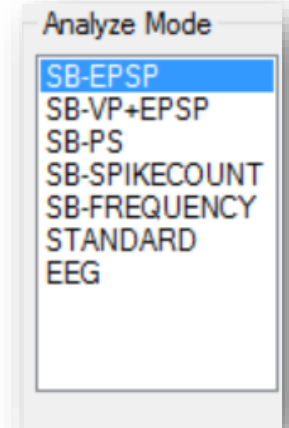 Analyze Mode
SB-EPSP
SB-VP+EPSP
SB-PS
SB-SPIKECOUNT
SB-FREQUENCY
STANDARD
EEG